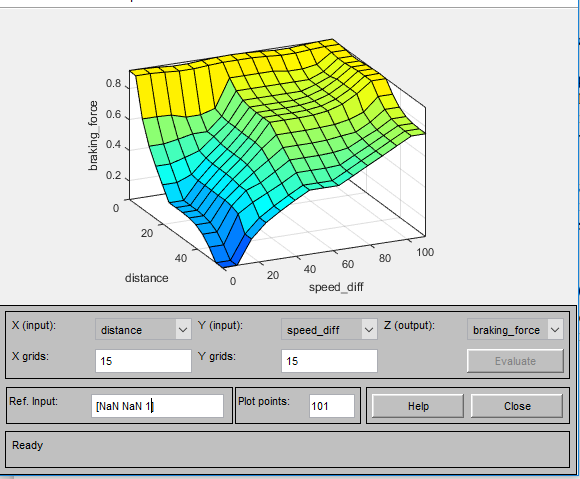 0.8
0.6
0.4
0.2
braking_force
0
20
40
distance
0
20
40
60
80
100
speed_diff
X (input): distance Y (input): speed_diff Z (output): braking_force
X grids: 15 Y grids: 15 Evaluate
Ref. Input: [NaN NaN 1] Plot points: 101 Help Close
Ready